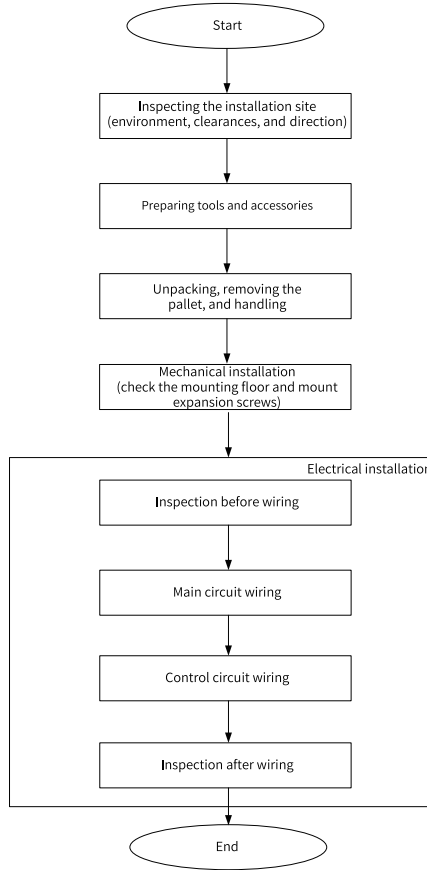 Start
Inspecting the installation site
(environment, clearances, and direction)
Preparing tools and accessories
Unpacking, removing the
pallet, and handling
Mechanical installation
(check the mounting floor and mount
expansion screws)
Electrical installation
Inspection before wiring
Main circuit wiring
Control circuit wiring
Inspection after wiring
End